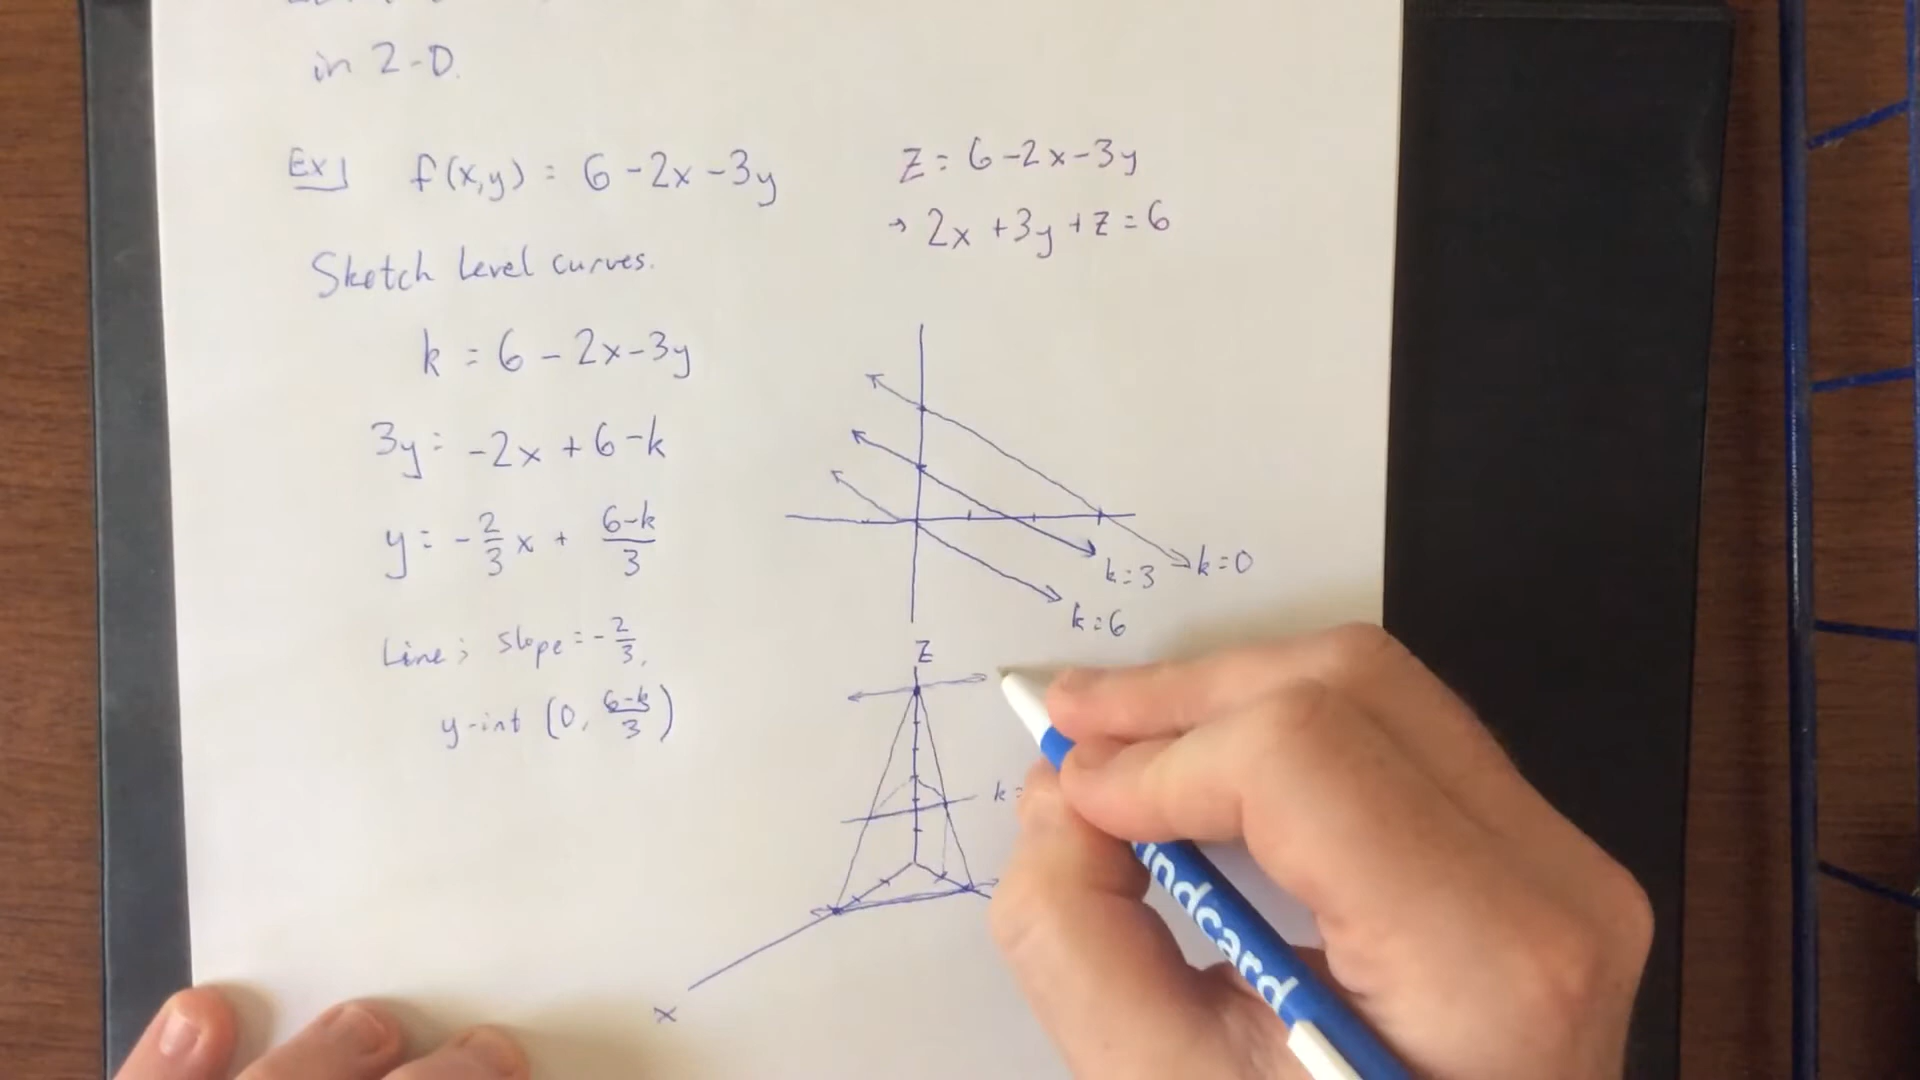 in 2-D.
Ex] f(x,y) = 6 - 2x - 3y
z = 6 - 2x - 3y
→ 2x + 3y + z = 6
Sketch level curves.
k = 6 - 2x - 3y
3y = -2x + 6 - k
y = -2/3 x + (6-k)/3
Line; slope = -2/3,
y-int (0, (6-k)/3)
k=3
k=0
k=6
z
k=
x
indcard